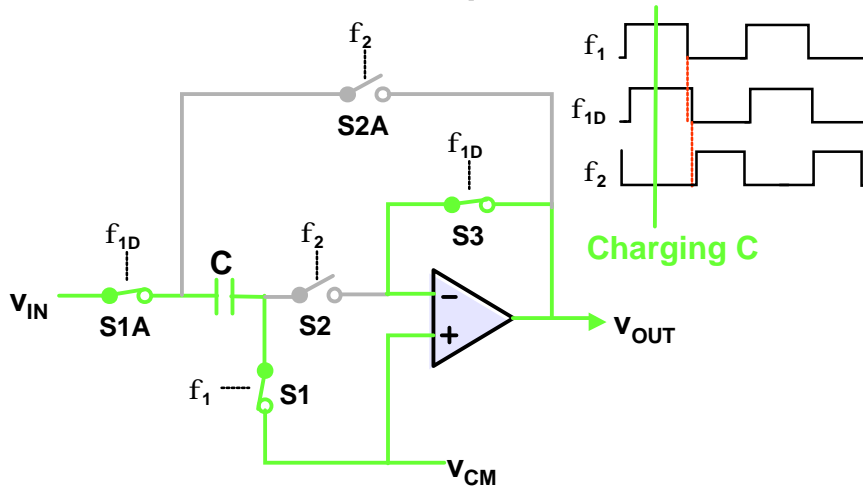 f2
S2A
f1D
S3
f1D
C
f2
vIN
S1A
S2
−
+
vOUT
f1
S1
vCM
f1
f1D
f2
Charging C